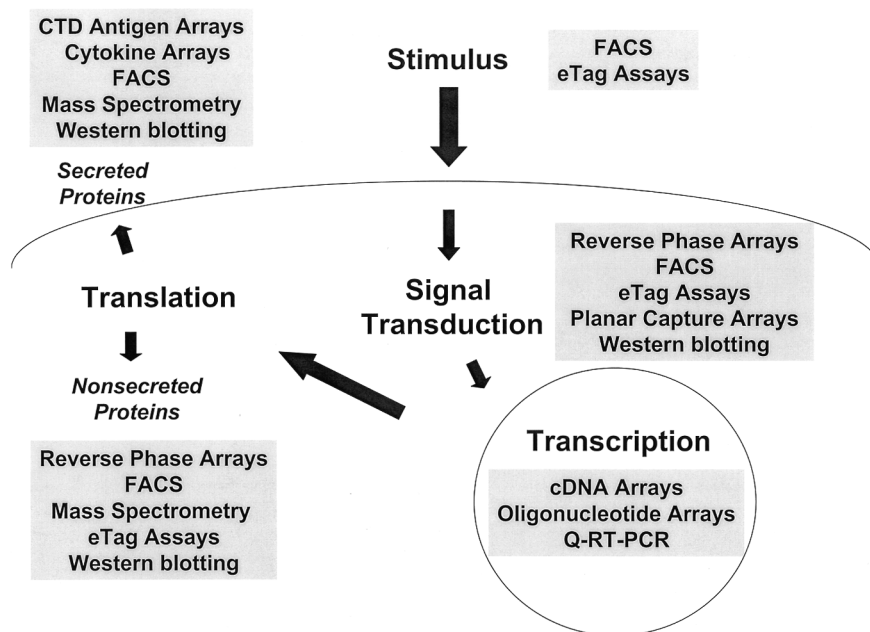 CTD Antigen Arrays
Cytokine Arrays
FACS
Mass Spectrometry
Western blotting
Secreted
Proteins
Stimulus
FACS
eTag Assays
Translation
Nonsecreted
Proteins
Reverse Phase Arrays
FACS
Mass Spectrometry
eTag Assays
Western blotting
Signal
Transduction
Reverse Phase Arrays
FACS
eTag Assays
Planar Capture Arrays
Western blotting
Transcription
cDNA Arrays
Oligonucleotide Arrays
Q-RT-PCR